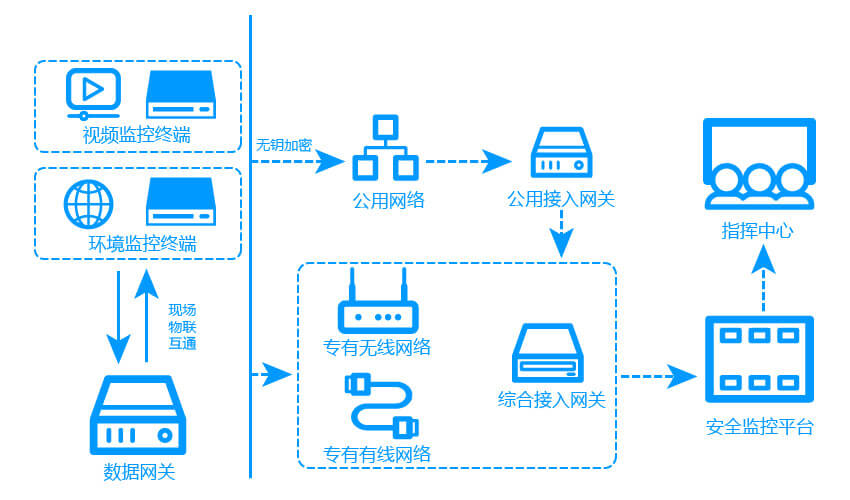 视频监控终端
环境监控终端
现场
物联
互通
数据网关
无钥加密
公用网络
公用接入网关
专有无线网络
专有有线网络
综合接入网关
指挥中心
安全监控平台